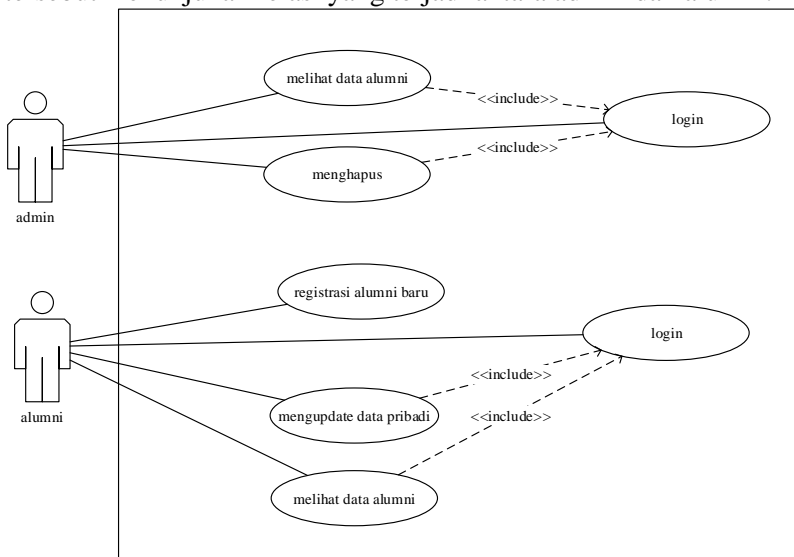 melihat data alumni
<<include>>
login
<<include>>
menghapus
admin
registrasi alumni baru
login
<<include>>
mengupdate data pribadi
<<include>>
alumni
melihat data alumni